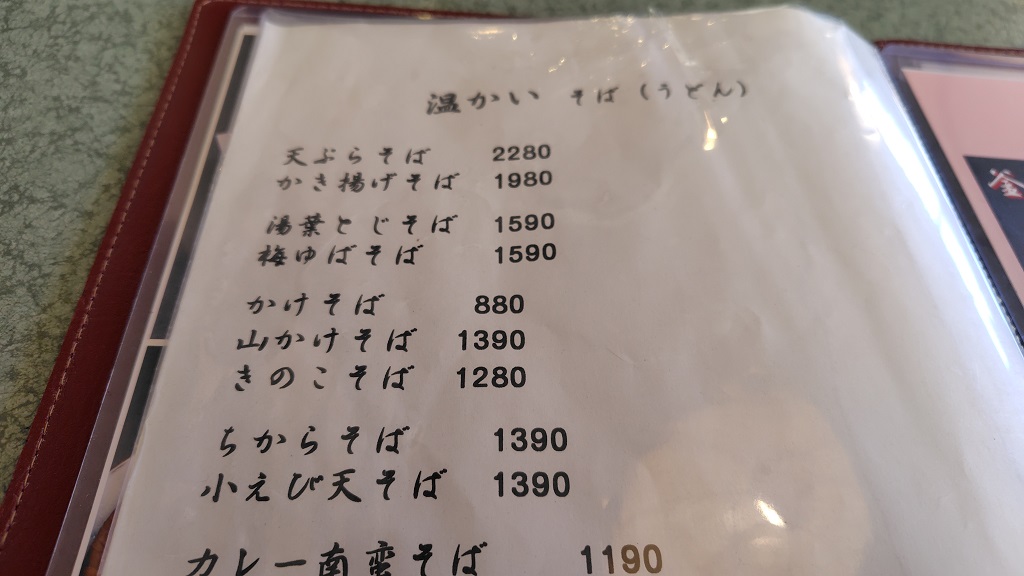 温かい そば(うどん)
天ぷらそば 2280
かき揚げそば 1980
湯葉とじそば 1590
梅ゆばそば 1590
かけそば 880
山かけそば 1390
きのこそば 1280
ちからそば 1390
小えび天そば 1390
カレー南蛮そば 1190
釜